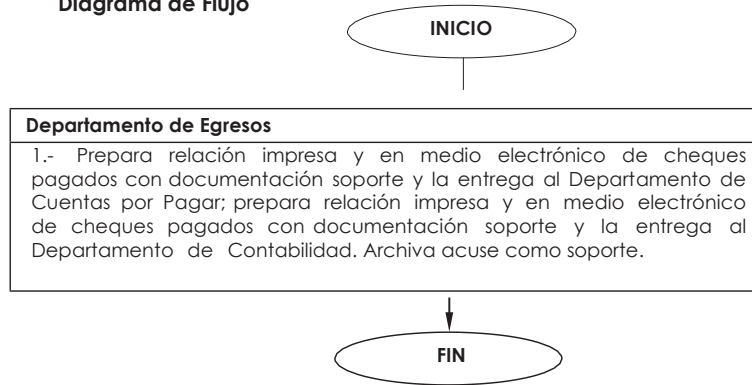 Diagrama de Flujo
INICIO
Departamento de Egresos
1.- Prepara relación impresa y en medio electrónico de cheques
pagados con documentación soporte y la entrega al Departamento de
Cuentas por Pagar; prepara relación impresa y en medio electrónico
de cheques pagados con documentación soporte y la entrega al
Departamento de Contabilidad. Archiva acuse como soporte.
FIN